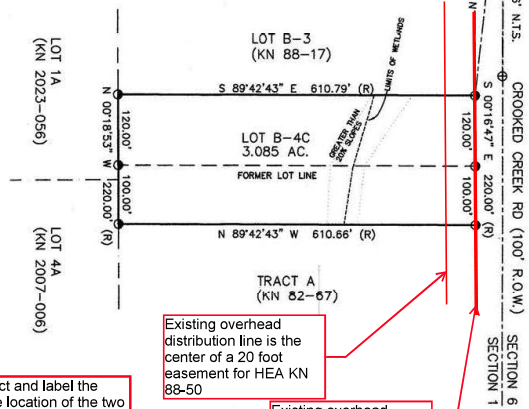 8' N.T.S.
CROOKED CREEK RD (100' R.O.W.)
SECTION 6
SECTION 1
N
LOT B-3
(KN 88-17)
LIMITS OF WETLANDS
LOT 1A
(KN 2023-056)
S 89°42'43" E 610.79' (R)
S 00°16'47" E 220.00' (R)
120.00'
100.00'
N 00°18'53" W 220.00' (R)
120.00'
100.00'
LOT B-4C
3.085 AC.
GREATER THAN
20% SLOPES
FORMER LOT LINE
N 89°42'43" W 610.66' (R)
LOT 4A
(KN 2007-006)
TRACT A
(KN 82-67)
Existing overhead
distribution line is the
center of a 20 foot
easement for HEA KN
88-50
ct and label the
e location of the two
Existing overhead